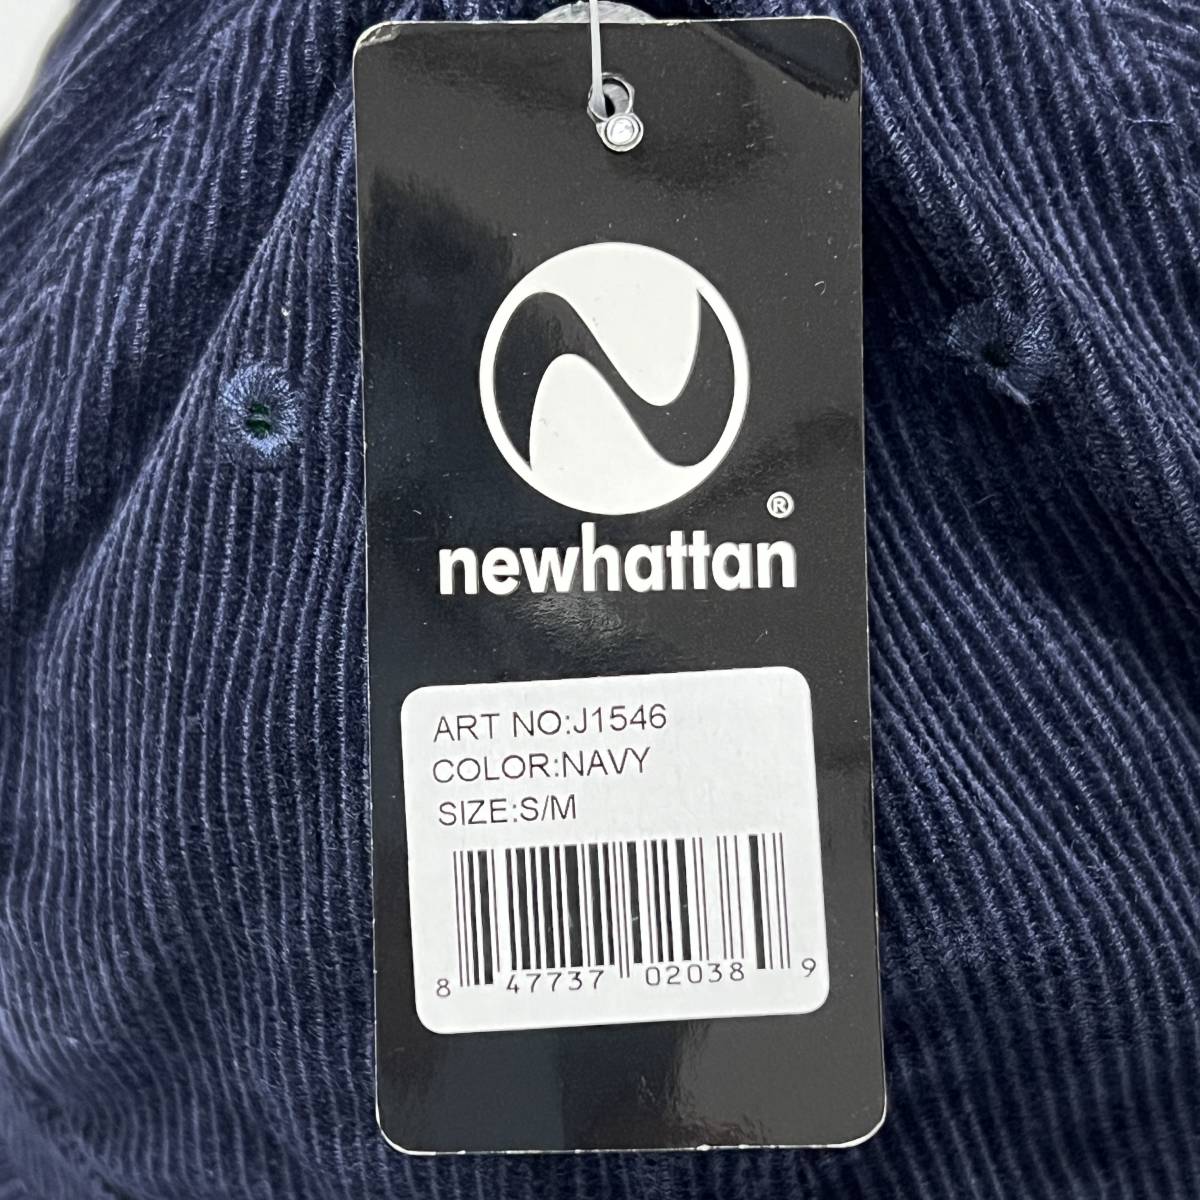 ®
newhattan
ART NO:J1546
COLOR:NAVY
SIZE:S/M
8 47737 02038 9